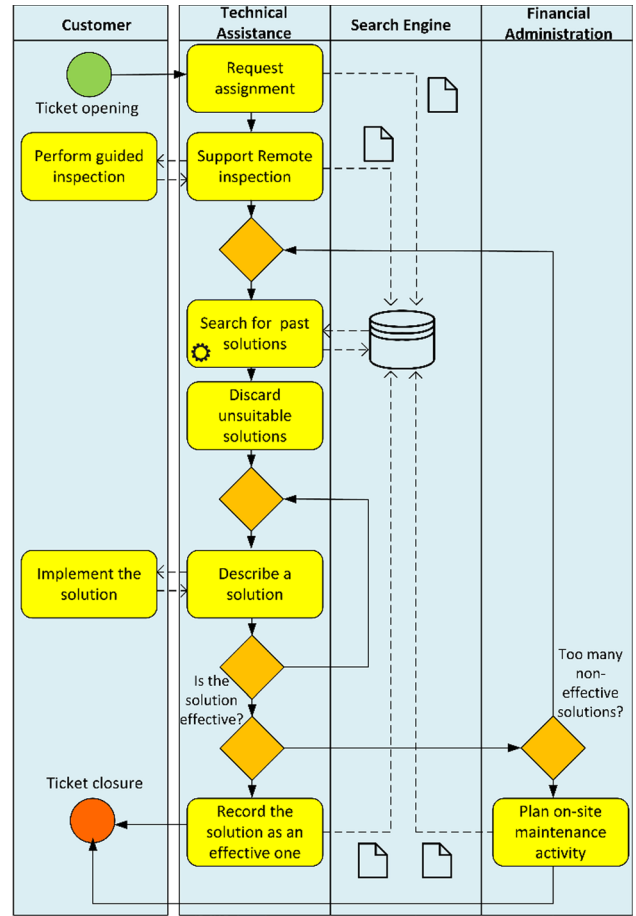 Customer
Technical
Assistance
Search Engine
Financial
Administration
Ticket opening
Request
assignment
Perform guided
inspection
Support Remote
inspection
Search for past
solutions
Discard
unsuitable
solutions
Implement the
solution
Describe a
solution
Is the
solution
effective?
Too many
non-
effective
solutions?
Ticket closure
Record the
solution as an
effective one
Plan on-site
maintenance
activity